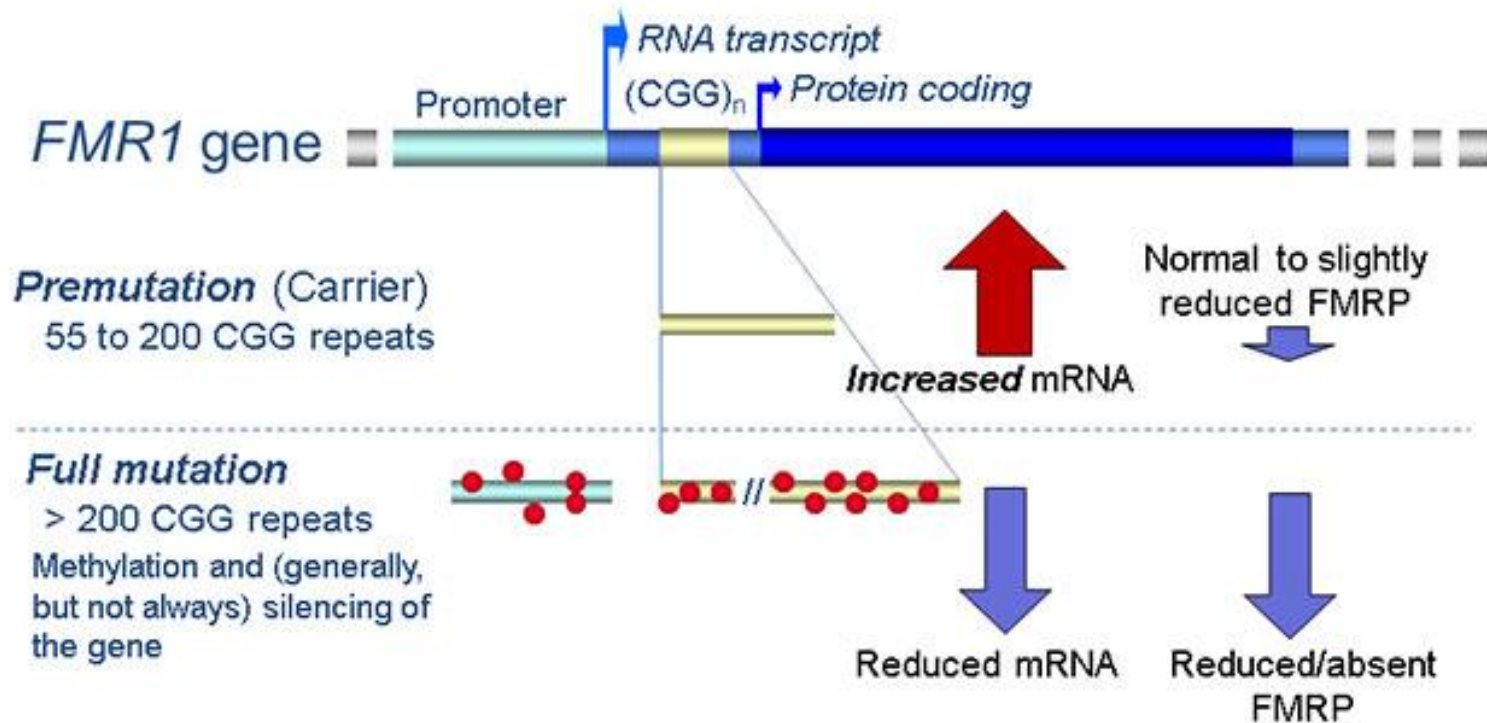 RNA transcript
Promoter
(CGG)n
Protein coding
FMR1 gene
Premutation (Carrier)
55 to 200 CGG repeats
Increased mRNA
Normal to slightly
reduced FMRP
Full mutation
> 200 CGG repeats
Methylation and (generally,
but not always) silencing of
the gene
//
Reduced mRNA
Reduced/absent
FMRP